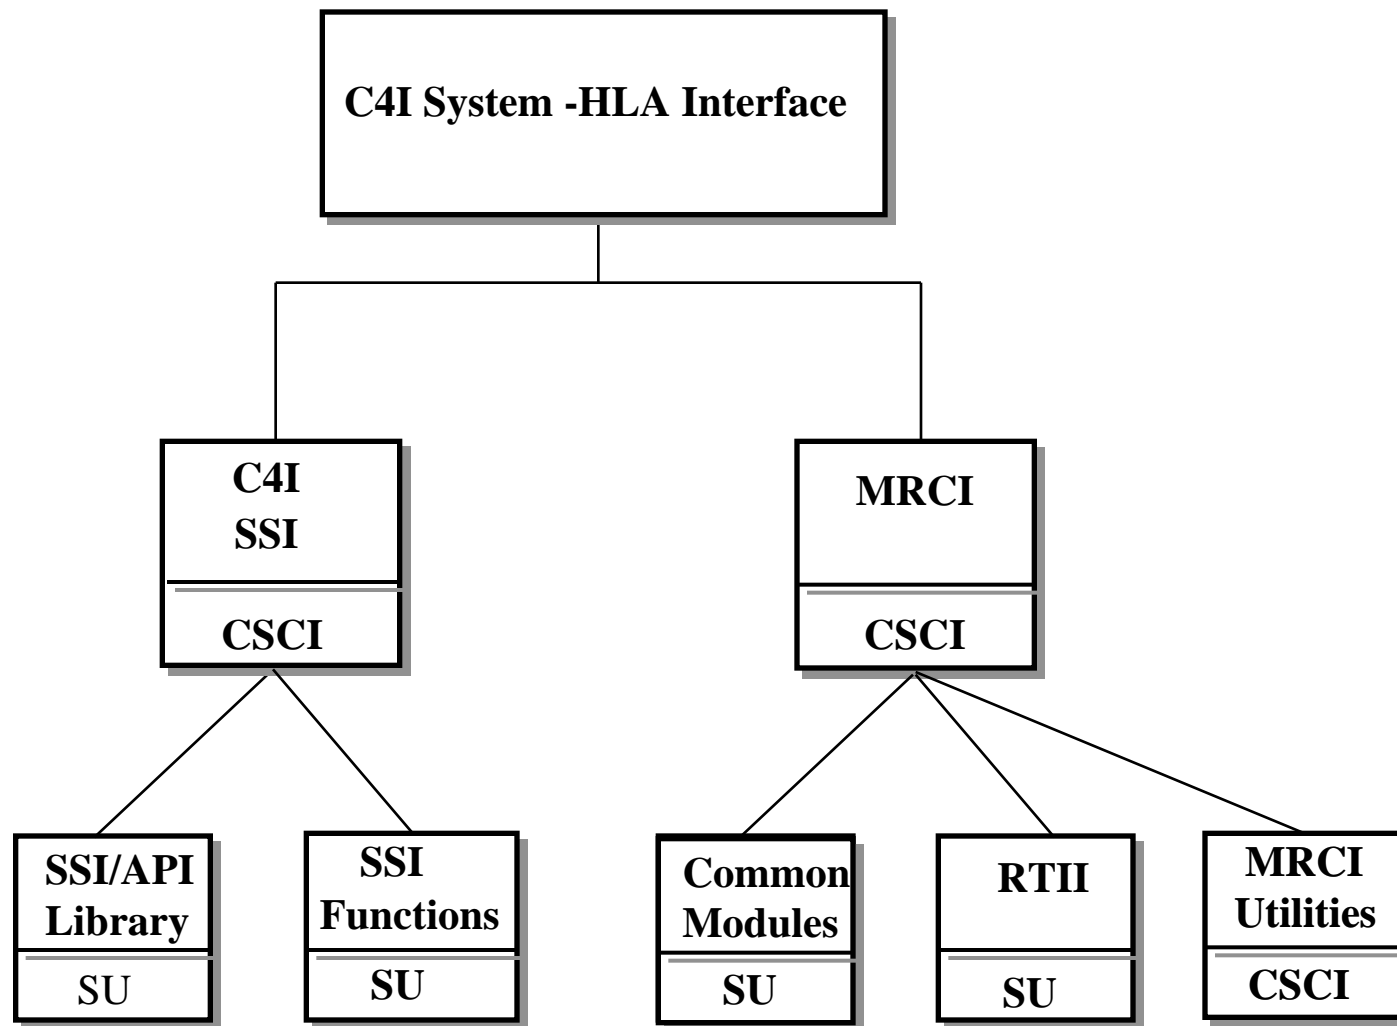 C4I System -HLA Interface
C4I
SSI
CSCI
MRCI
CSCI
SSI/API
Library
SU
SSI
Functions
SU
Common
Modules
SU
RTII
SU
MRCI
Utilities
CSCI